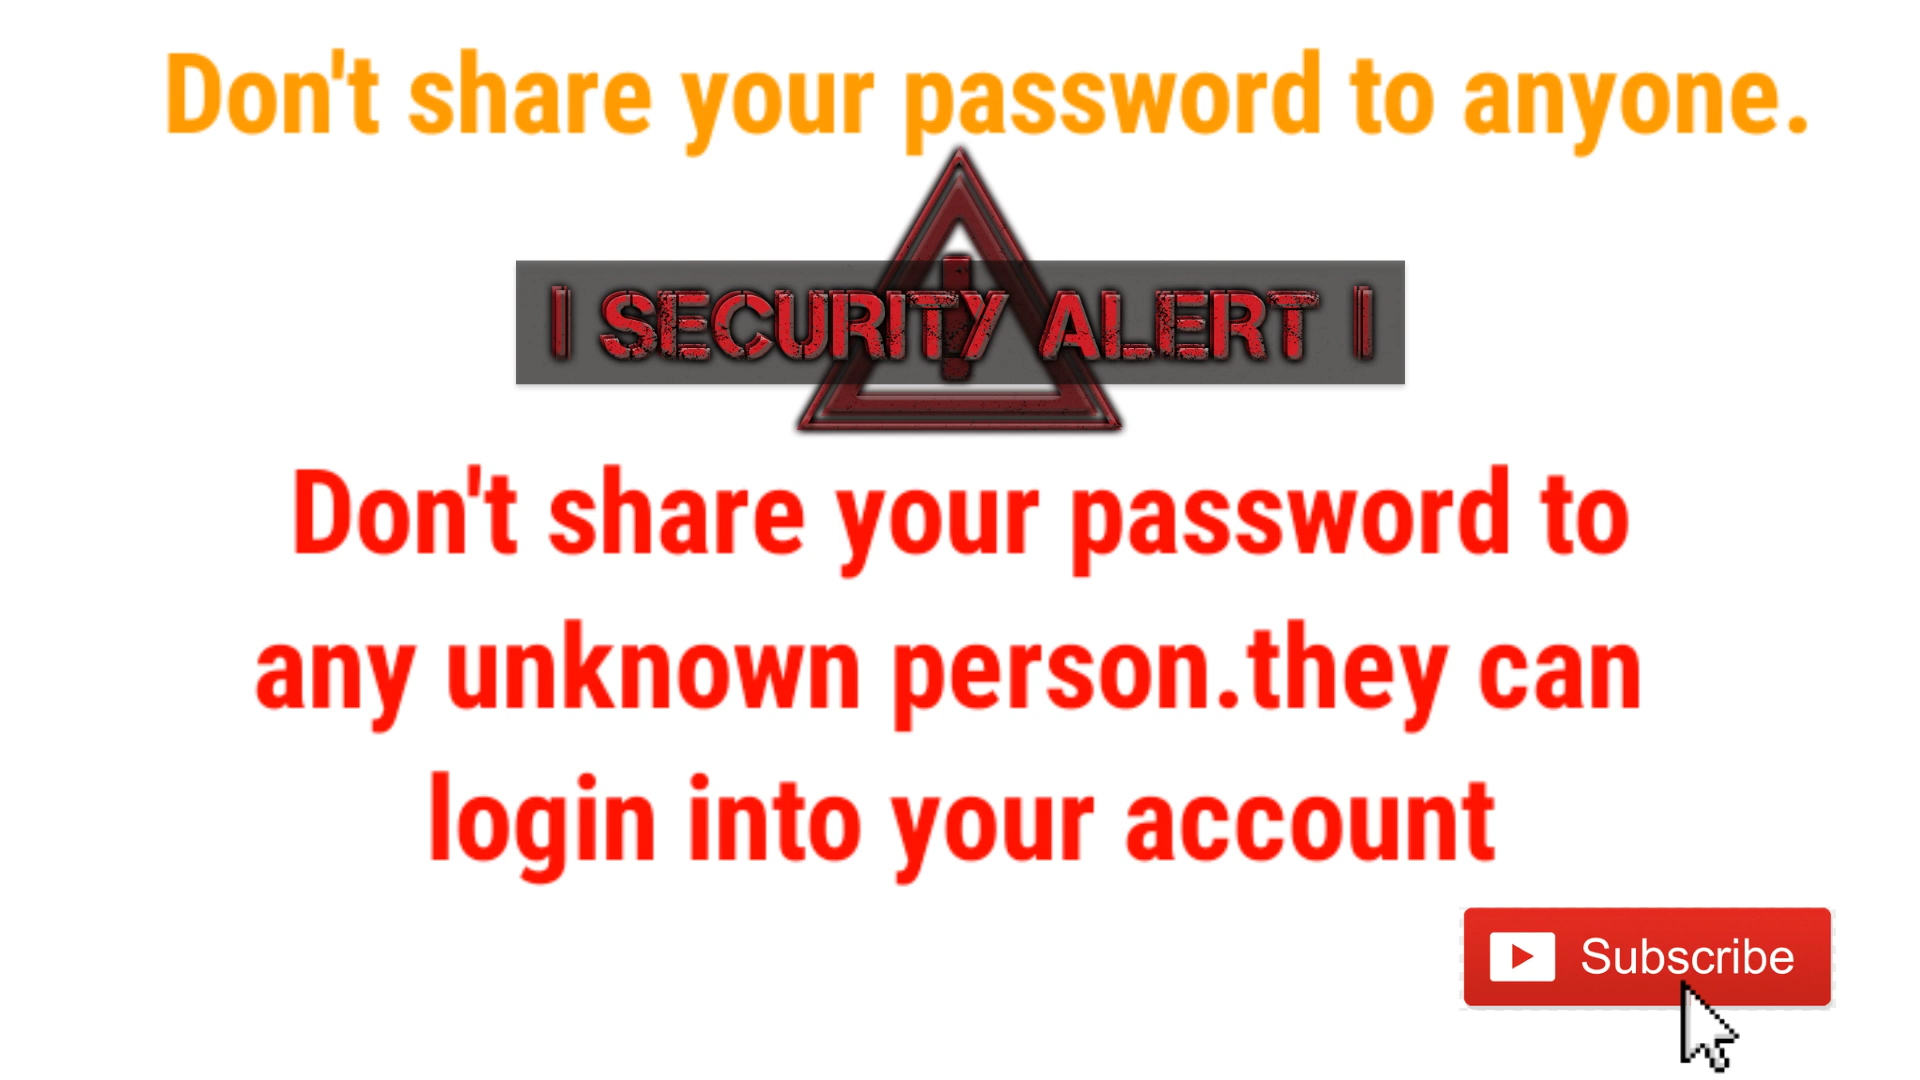 Don't share your password to anyone.
| SECURITY ALERT |
Don't share your password to
any unknown person.they can
login into your account
Subscribe